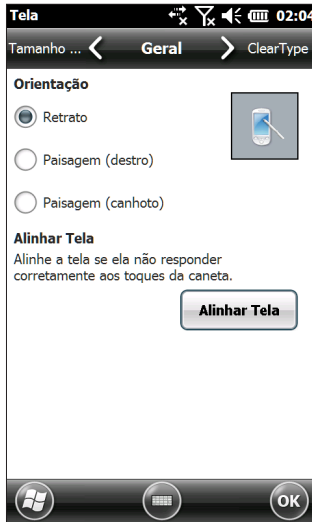 Tela 02:04
Tamanho ... Geral ClearType
Orientação
Retrato
Paisagem (destro)
Paisagem (canhoto)
Alinhar Tela
Alinhe a tela se ela não responder
corretamente aos toques da caneta.
Alinhar Tela
OK